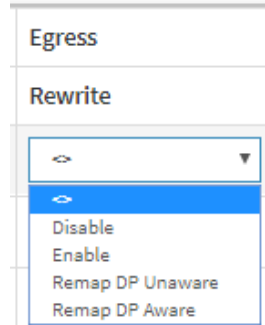 Egress
Rewrite
<>
<>
Disable
Enable
Remap DP Unaware
Remap DP Aware